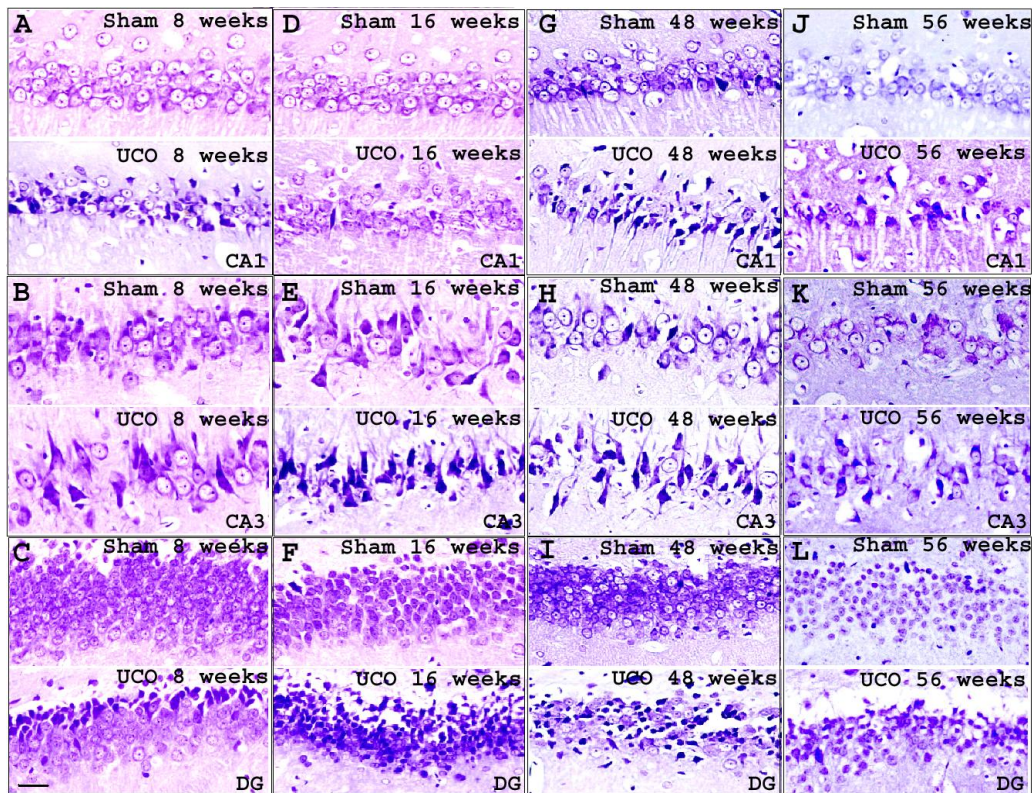 A Sham 8 weeks
D Sham 16 weeks
G Sham 48 weeks
J Sham 56 weeks
UCO 8 weeks
UCO 16 weeks
UCO 48 weeks
UCO 56 weeks
CA1
CA1
CA1
CA1
B Sham 8 weeks
E Sham 16 weeks
H Sham 48 weeks
K Sham 56 weeks
UCO 8 weeks
UCO 16 weeks
UCO 48 weeks
UCO 56 weeks
CA3
CA3
CA3
CA3
C Sham 8 weeks
F Sham 16 weeks
I Sham 48 weeks
L Sham 56 weeks
UCO 8 weeks
UCO 16 weeks
UCO 48 weeks
UCO 56 weeks
DG
DG
DG
DG